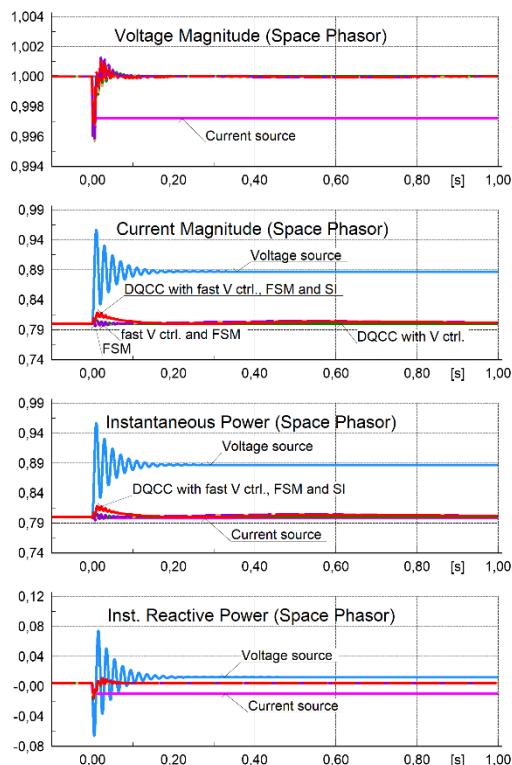 1,004
Voltage Magnitude (Space Phasor)
1,002
1,000
0,998
0,996
Current source
0,994
0,00 0,20 0,40 0,60 0,80 [s] 1,00
0,99
Current Magnitude (Space Phasor)
0,94
Voltage source
0,89
DQCC with fast V ctrl., FSM and SI
0,84
0,79
fast V ctrl. and FSM
DQCC with V ctrl.
FSM
0,74
0,00 0,20 0,40 0,60 0,80 [s] 1,00
0,99
Instantaneous Power (Space Phasor)
0,94
Voltage source
0,89
DQCC with fast V ctrl., FSM and SI
0,84
0,79
Current source
0,74
0,00 0,20 0,40 0,60 0,80 [s] 1,00
0,12
Inst. Reactive Power (Space Phasor)
0,08
0,04
Voltage source
-0,00
Current source
-0,04
-0,08
0,00 0,20 0,40 0,60 0,80 [s] 1,00